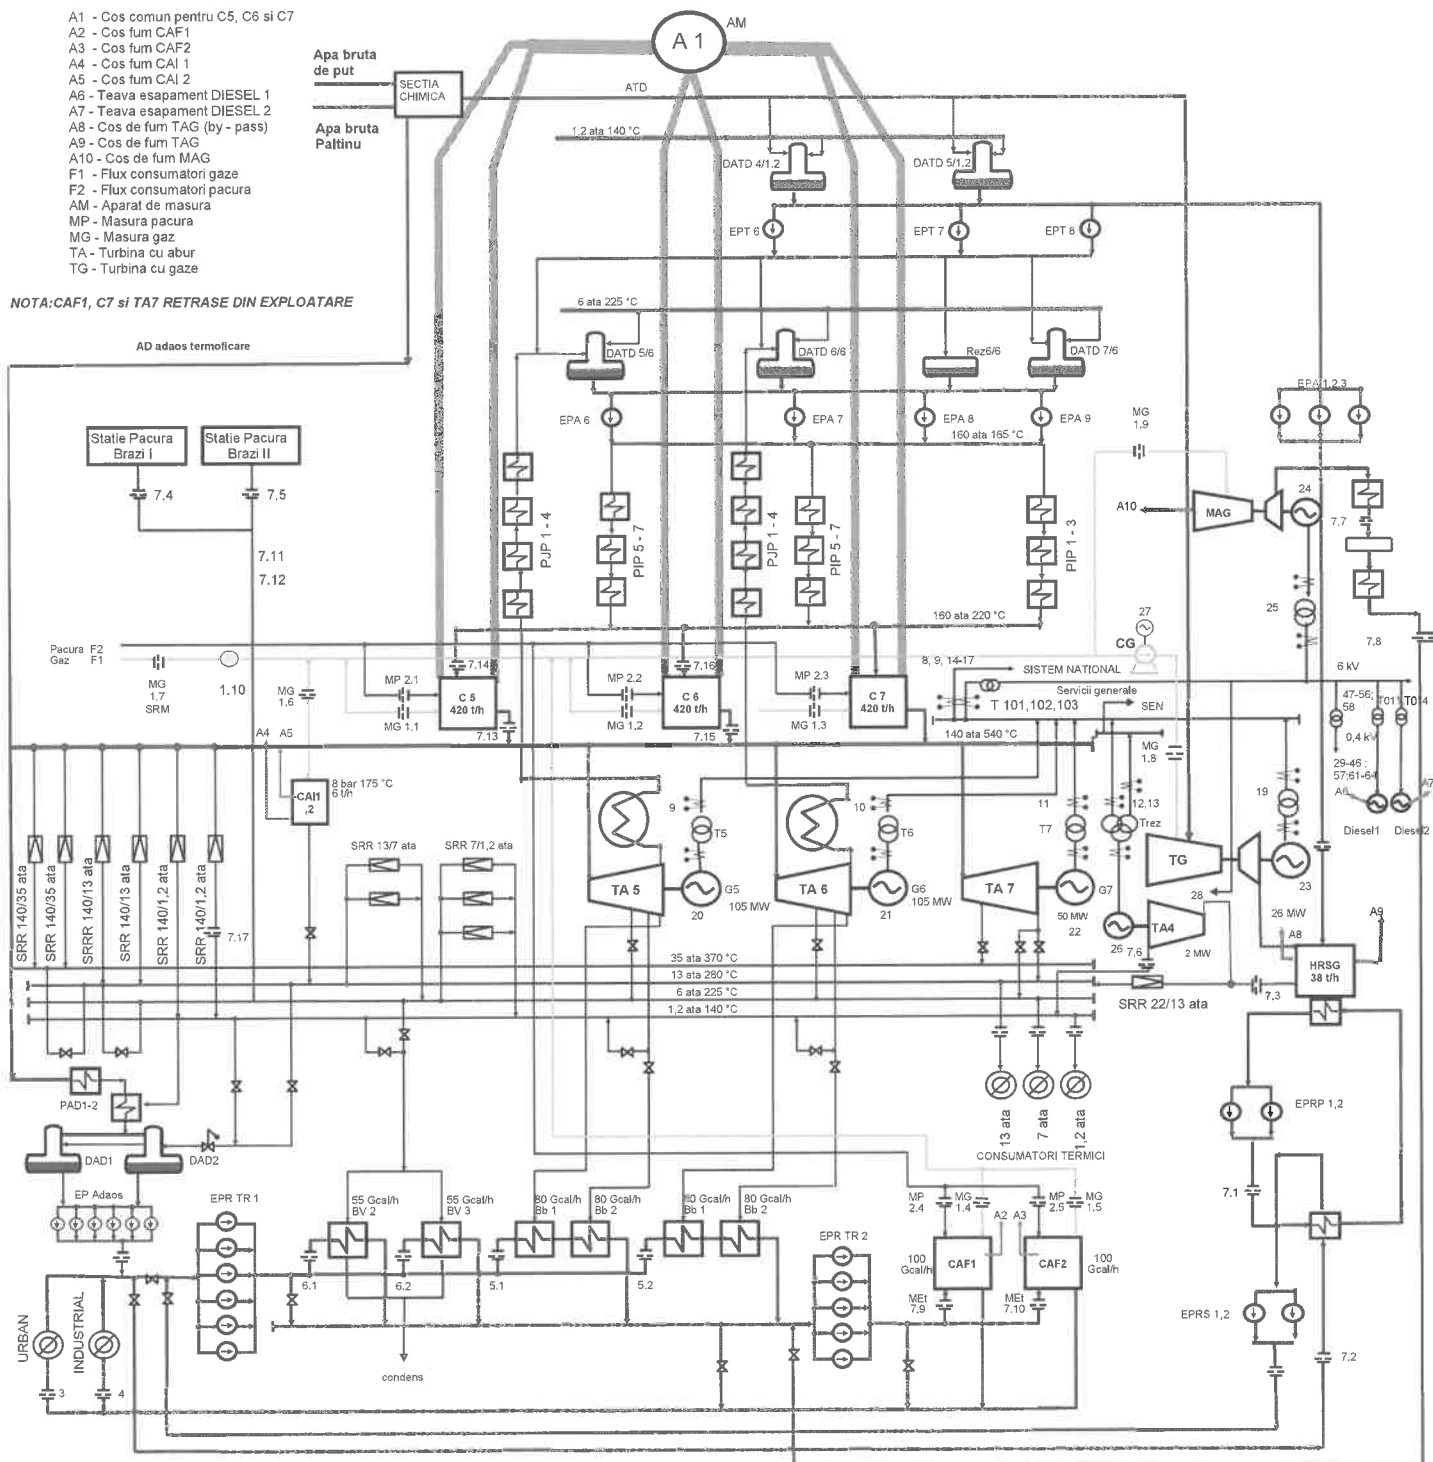 A1 - Cos comun pentru C5, C6 si C7
A2 - Cos fum CAF1
A3 - Cos fum CAF2
A4 - Cos fum CAI 1
A5 - Cos fum CAI 2
A6 - Teava esapament DIESEL 1
A7 - Teava esapament DIESEL 2
A8 - Cos de fum TAG (by - pass)
A9 - Cos de fum TAG
A10 - Cos de fum MAG
F1 - Flux consumatori gaze
F2 - Flux consumatori pacura
AM - Aparat de masura
MP - Masura pacura
MG - Masura gaz
TA - Turbina cu abur
TG - Turbina cu gaze
NOTA:CAF1, C7 si TA7 RETRASE DIN EXPLOATARE
Apa bruta
de put
SECTIA
CHIMICA
Apa bruta
Paltinu
A 1
AM
ATD
1,2 ata 140 °C
DATD 4/1.2
DATD 5/1.2
EPT 6
EPT 7
EPT 8
6 ata 225 °C
AD adaos termoficare
DATD 5/6
DATD 6/6
Rez6/6
DATD 7/6
EPA 6
EPA 7
EPA 8
EPA 9
EPA 1,2,3
MG
1.9
160 ata 165 °C
Statie Pacura
Brazi I
Statie Pacura
Brazi II
7.4
7.5
7.11
7.12
PJP 1 - 4
PIP 5 - 7
PJP 1 - 4
PIP 5 - 7
PIP 1 - 3
A10
MAG
24
7,7
25
7.8
160 ata 220 °C
27
CG
Pacura F2
Gaz F1
MG
1.7
SRM
1.10
MG
1,6
7.14
7.16
MP 2.1
MG 1.1
C 5
420 t/h
7.13
MP 2.2
MG 1,2
C 6
420 t/h
7.15
MP 2.3
MG 1,3
C 7
420 t/h
8, 9, 14-17
SISTEM NATIONAL
Servicii generale
T 101,102,103
SEN
6 kV
47-56;
58
T011
T014
0,4 kV
29-46 ;
57;61-64
A6
A7
Diesel1
Diesel2
140 ata 540 °C
MG
1.8
A4
A5
CAI1
,2
8 bar 175 °C
6 t/h
SRR 140/35 ata
SRR 140/35 ata
SRRR 140/13 ata
SRR 140/13 ata
SRR 140/1,2 ata
SRR 140/1,2 ata
7.17
SRR 13/7 ata
SRR 7/1,2 ata
9
T5
TA 5
G5
105 MW
20
10
T6
TA 6
G6
105 MW
21
11
T7
TA 7
G7
50 MW
22
12,13
Trez
19
TG
23
28
26 MW
26
7,6
TA4
2 MW
A8
A9
HRSG
38 t/h
7,3
35 ata 370 °C
13 ata 280 °C
6 ata 225 °C
1,2 ata 140 °C
SRR 22/13 ata
PAD1-2
DAD1
DAD2
EP Adaos
13 ata
7 ata
1,2 ata
CONSUMATORI TERMICI
EPRP 1,2
7.1
EPR TR 1
55 Gcal/h
BV 2
55 Gcal/h
BV 3
80 Gcal/h
Bb 1
80 Gcal/h
Bb 2
80 Gcal/h
Bb 1
80 Gcal/h
Bb 2
6.1
6.2
5.1
5.2
EPR TR 2
MP
2.4
MG
1.4
A2
A3
MP
2.5
MG
1.5
100
Gcal/h
CAF1
CAF2
100
Gcal/h
MEt
7,9
MEt
7.10
EPRS 1,2
7.2
URBAN
INDUSTRIAL
3
4
condens